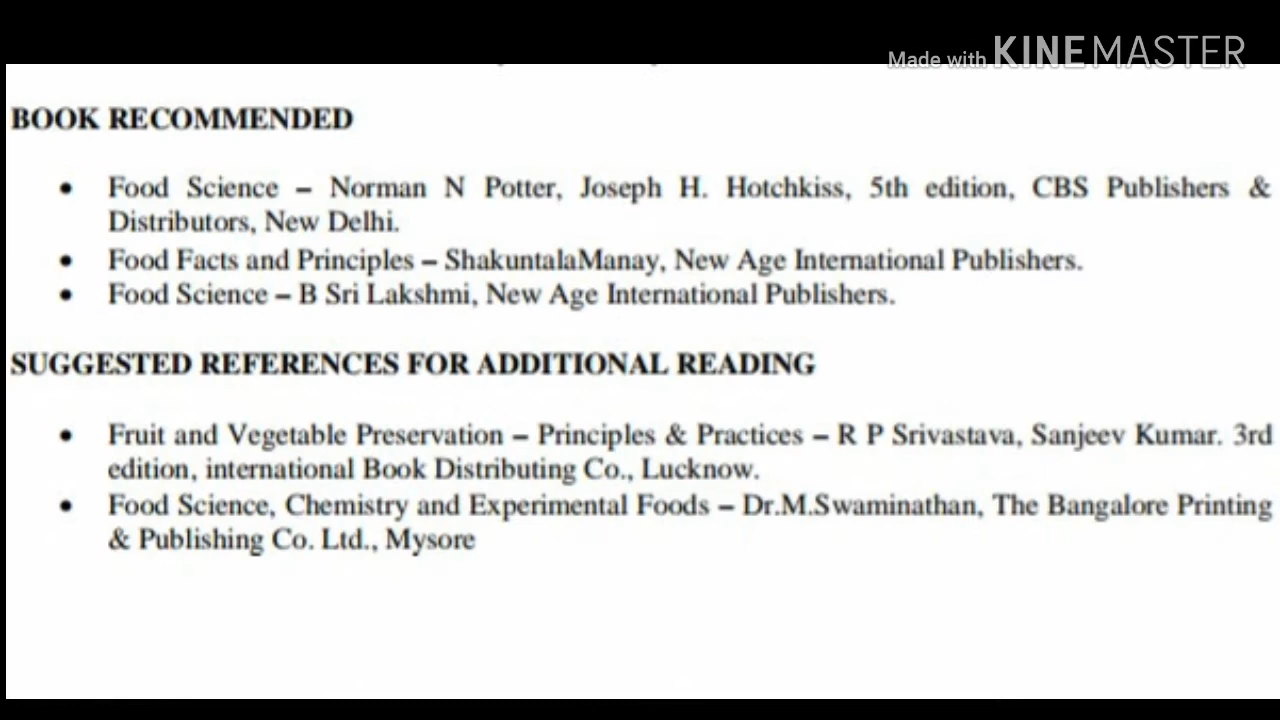 Made with KINEMASTER
BOOK RECOMMENDED
• Food Science – Norman N Potter, Joseph H. Hotchkiss, 5th edition, CBS Publishers &
Distributors, New Delhi.
• Food Facts and Principles – ShakuntalaManay, New Age International Publishers.
• Food Science – B Sri Lakshmi, New Age International Publishers.
SUGGESTED REFERENCES FOR ADDITIONAL READING
• Fruit and Vegetable Preservation – Principles & Practices – R P Srivastava, Sanjeev Kumar. 3rd
edition, international Book Distributing Co., Lucknow.
• Food Science, Chemistry and Experimental Foods – Dr.M.Swaminathan, The Bangalore Printing
& Publishing Co. Ltd., Mysore